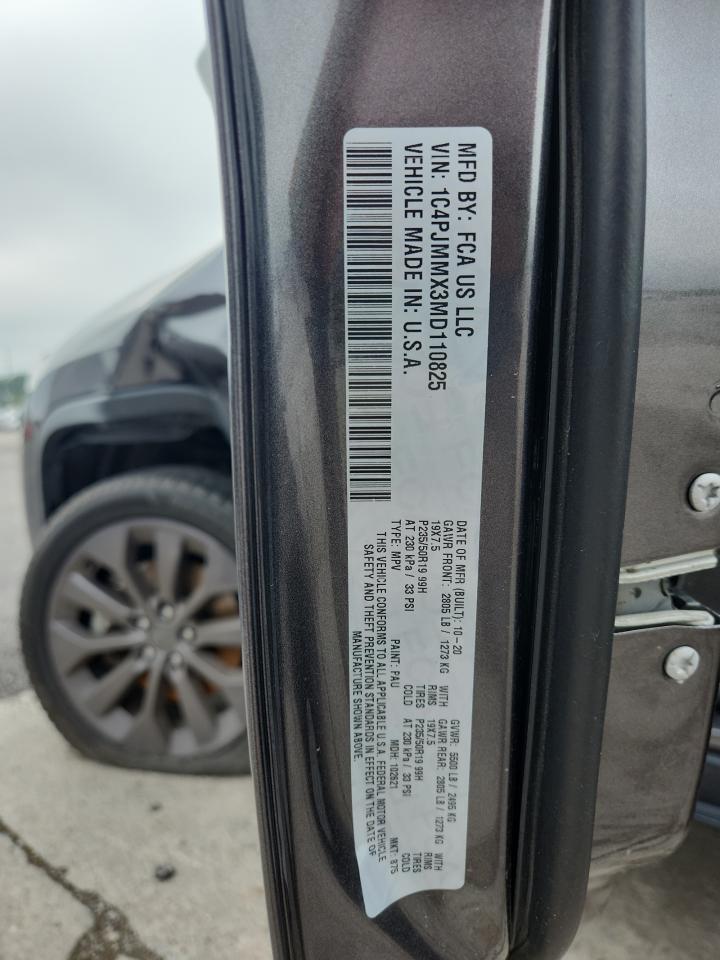 MFD BY: FCA US LLC
VIN: 1C4PJMMX3MD110825
VEHICLE MADE IN: U.S.A.
DATE OF MFR (BUILT): 10-20 GVWR: 5500 LB / 2495 KG
GAWR FRONT: 2805 LB / 1273 KG WITH GAWR REAR: 2805 LB / 1273 KG WITH
19X7.5 RIMS 19X7.5 RIMS
P235/50R19 99H TIRES P235/50R19 99H TIRES
AT 230 kPa / 33 PSI COLD AT 230 kPa / 33 PSI COLD
TYPE: MPV PAINT: PAU MDH: 102621 MKT: 875
THIS VEHICLE CONFORMS TO ALL APPLICABLE U.S.A. FEDERAL MOTOR VEHICLE
SAFETY AND THEFT PREVENTION STANDARDS IN EFFECT ON THE DATE OF
MANUFACTURE SHOWN ABOVE.